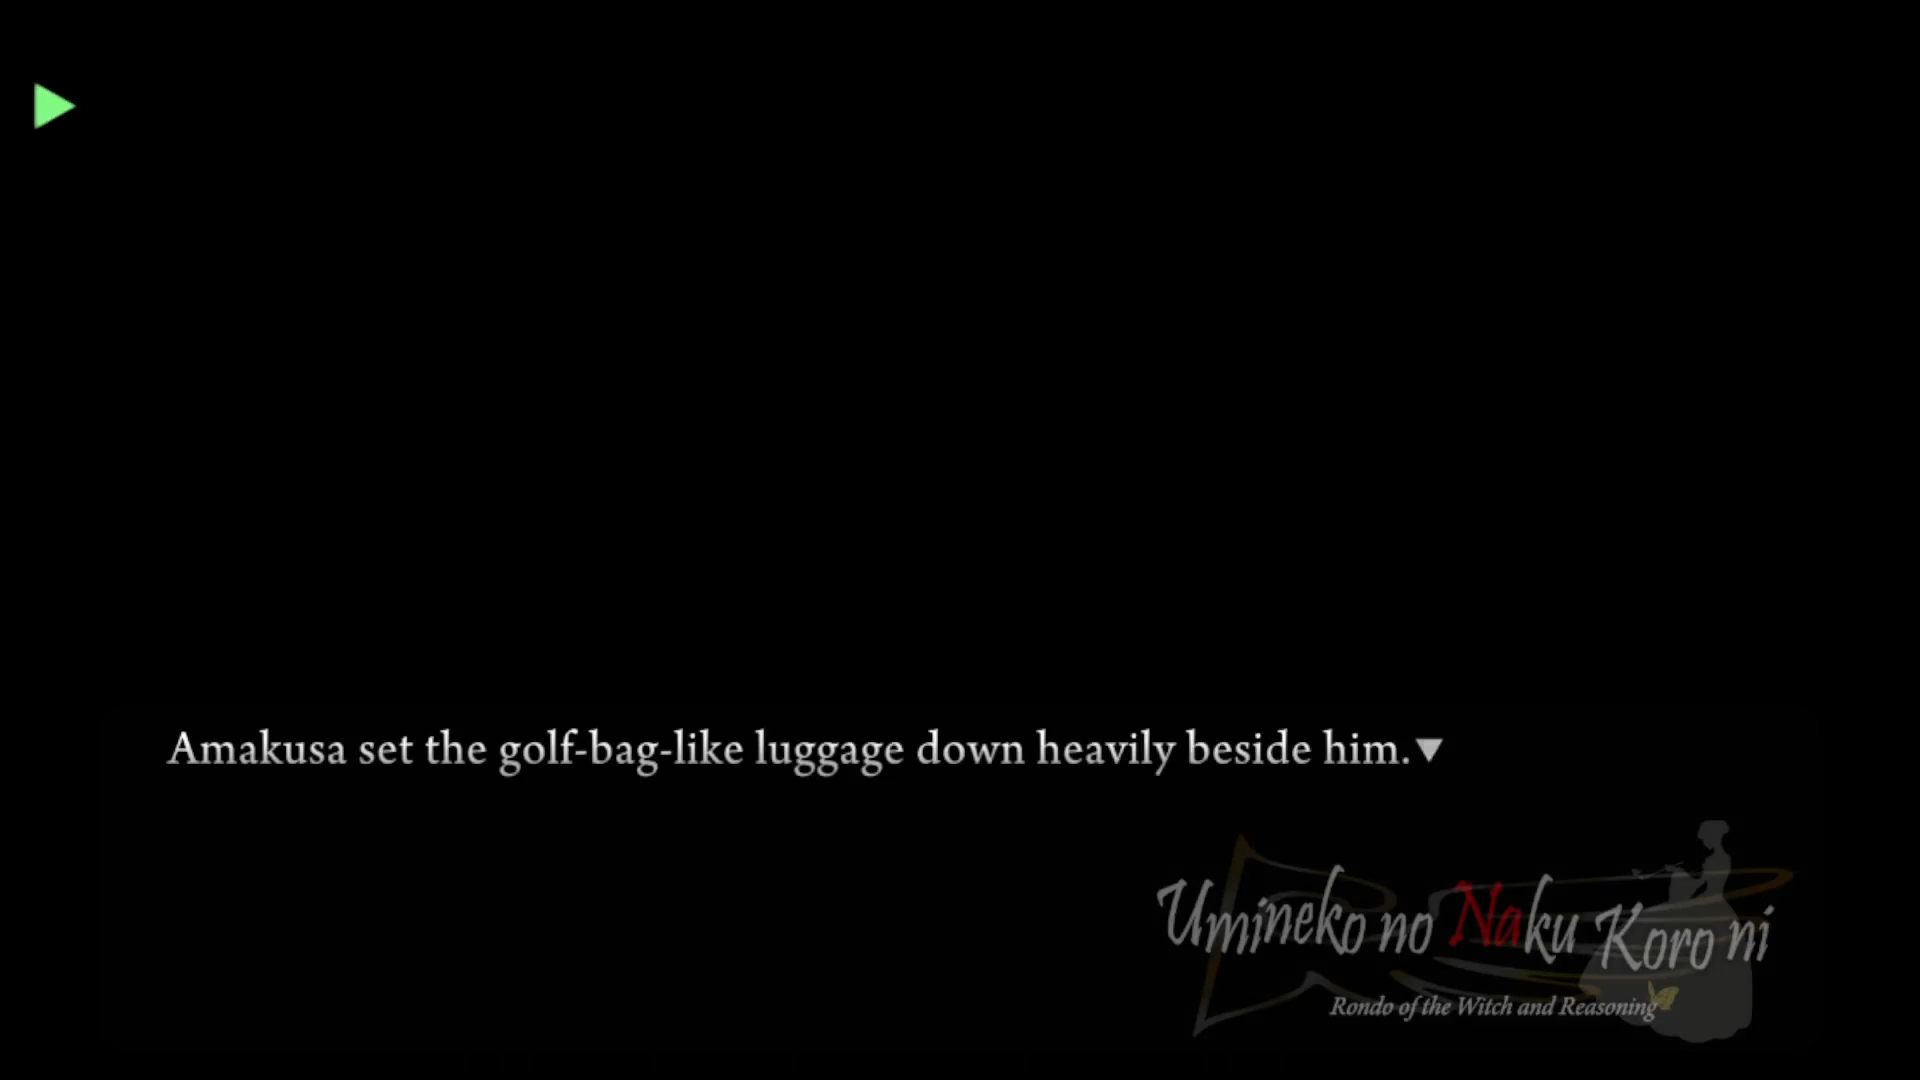 Amakusa set the golf-bag-like luggage down heavily beside him.
Umineko no Naku Koro ni
Rondo of the Witch and Reasoning